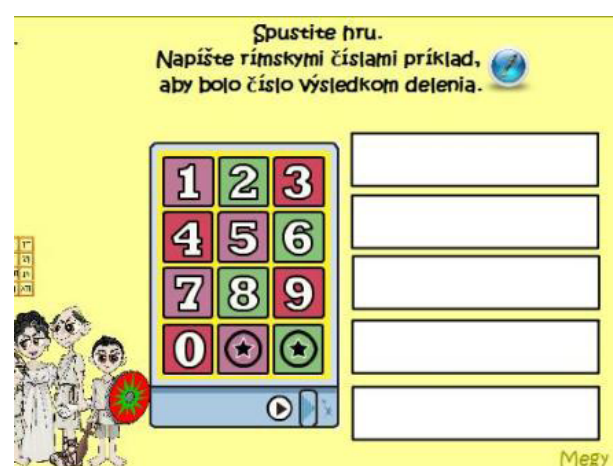 Spustite hru.
Napíšte rímskymi číslami príklad,
aby bolo číslo výsledkom delenia.
1 2 3
4 5 6
7 8 9
0
Megy